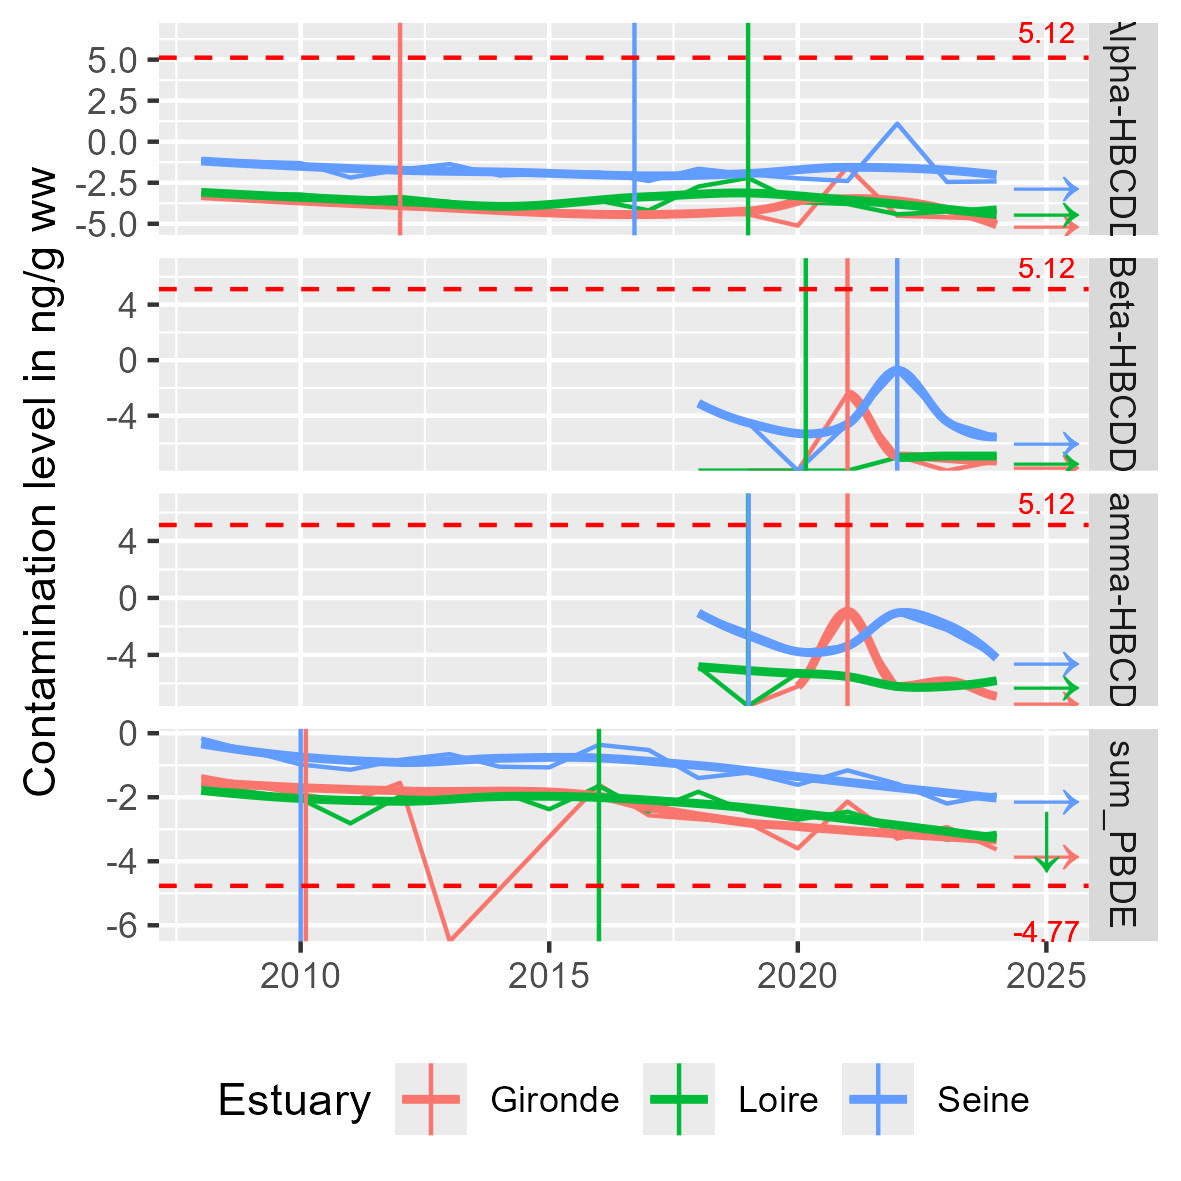 Contamination level in ng/g ww
5.0
2.5
0.0
-2.5
-5.0
5.12
Alpha-HBCDD
4
0
-4
5.12
Beta-HBCDD
4
0
-4
5.12
amma-HBCD
0
-2
-4
-6
-4.77
sum_PBDE
2010 2015 2020 2025
Estuary Gironde Loire Seine